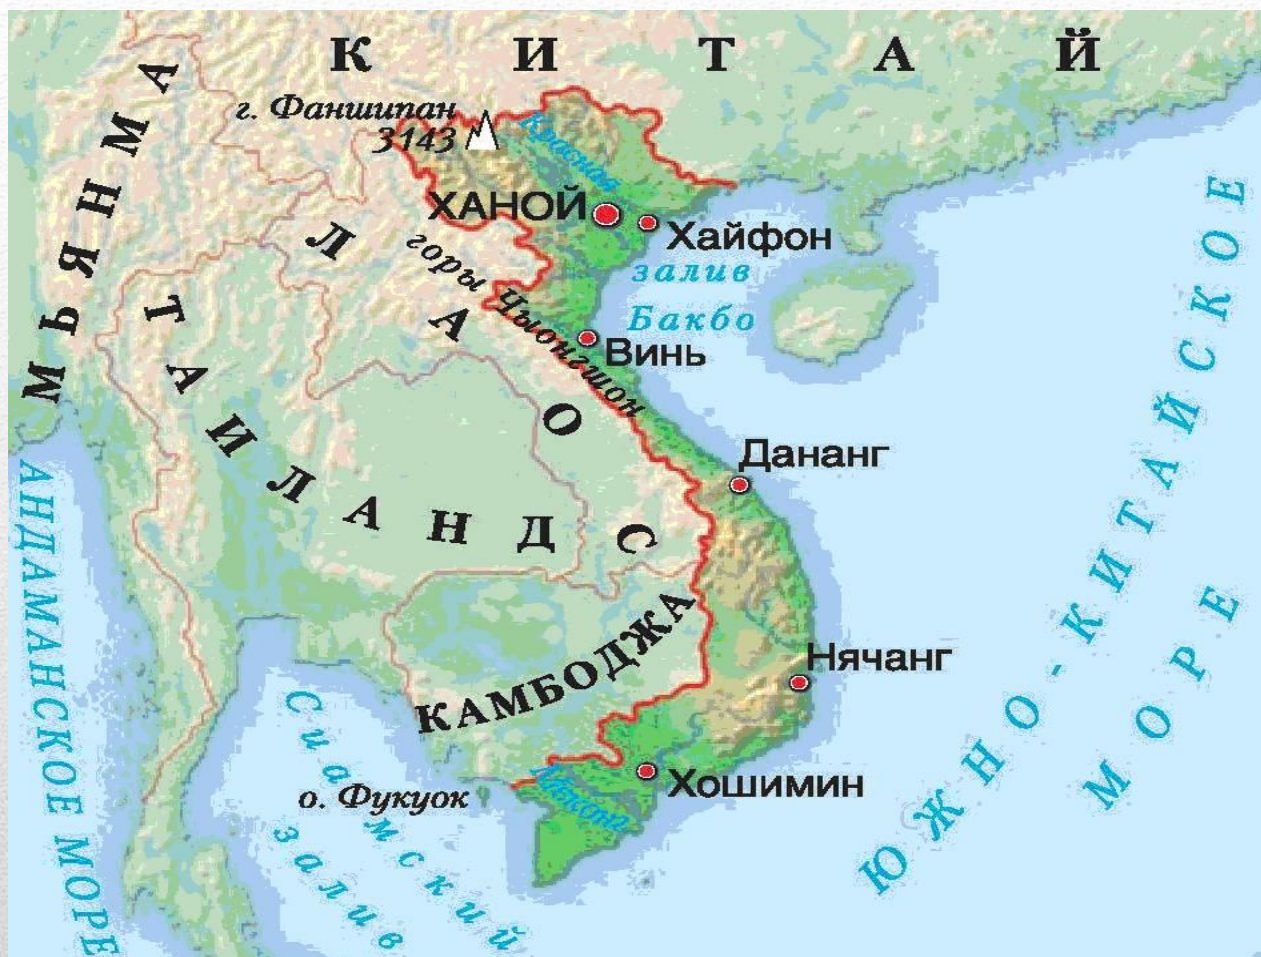 КИТАЙ
МЬЯНМА
г. Фаншипан
3143
Красная
ХАНОЙ
Хайфон
ЛАОС
горы Чыонгшон
залив
Бакбо
ТАИЛАНД
Винь
Дананг
ЮЖНО-КИТАЙСКОЕ
МОРЕ
АНДАМАНСКОЕ МОРЕ
КАМБОДЖА
Нячанг
Сиамский
залив
о. Фукуок
Меконг
Хошимин